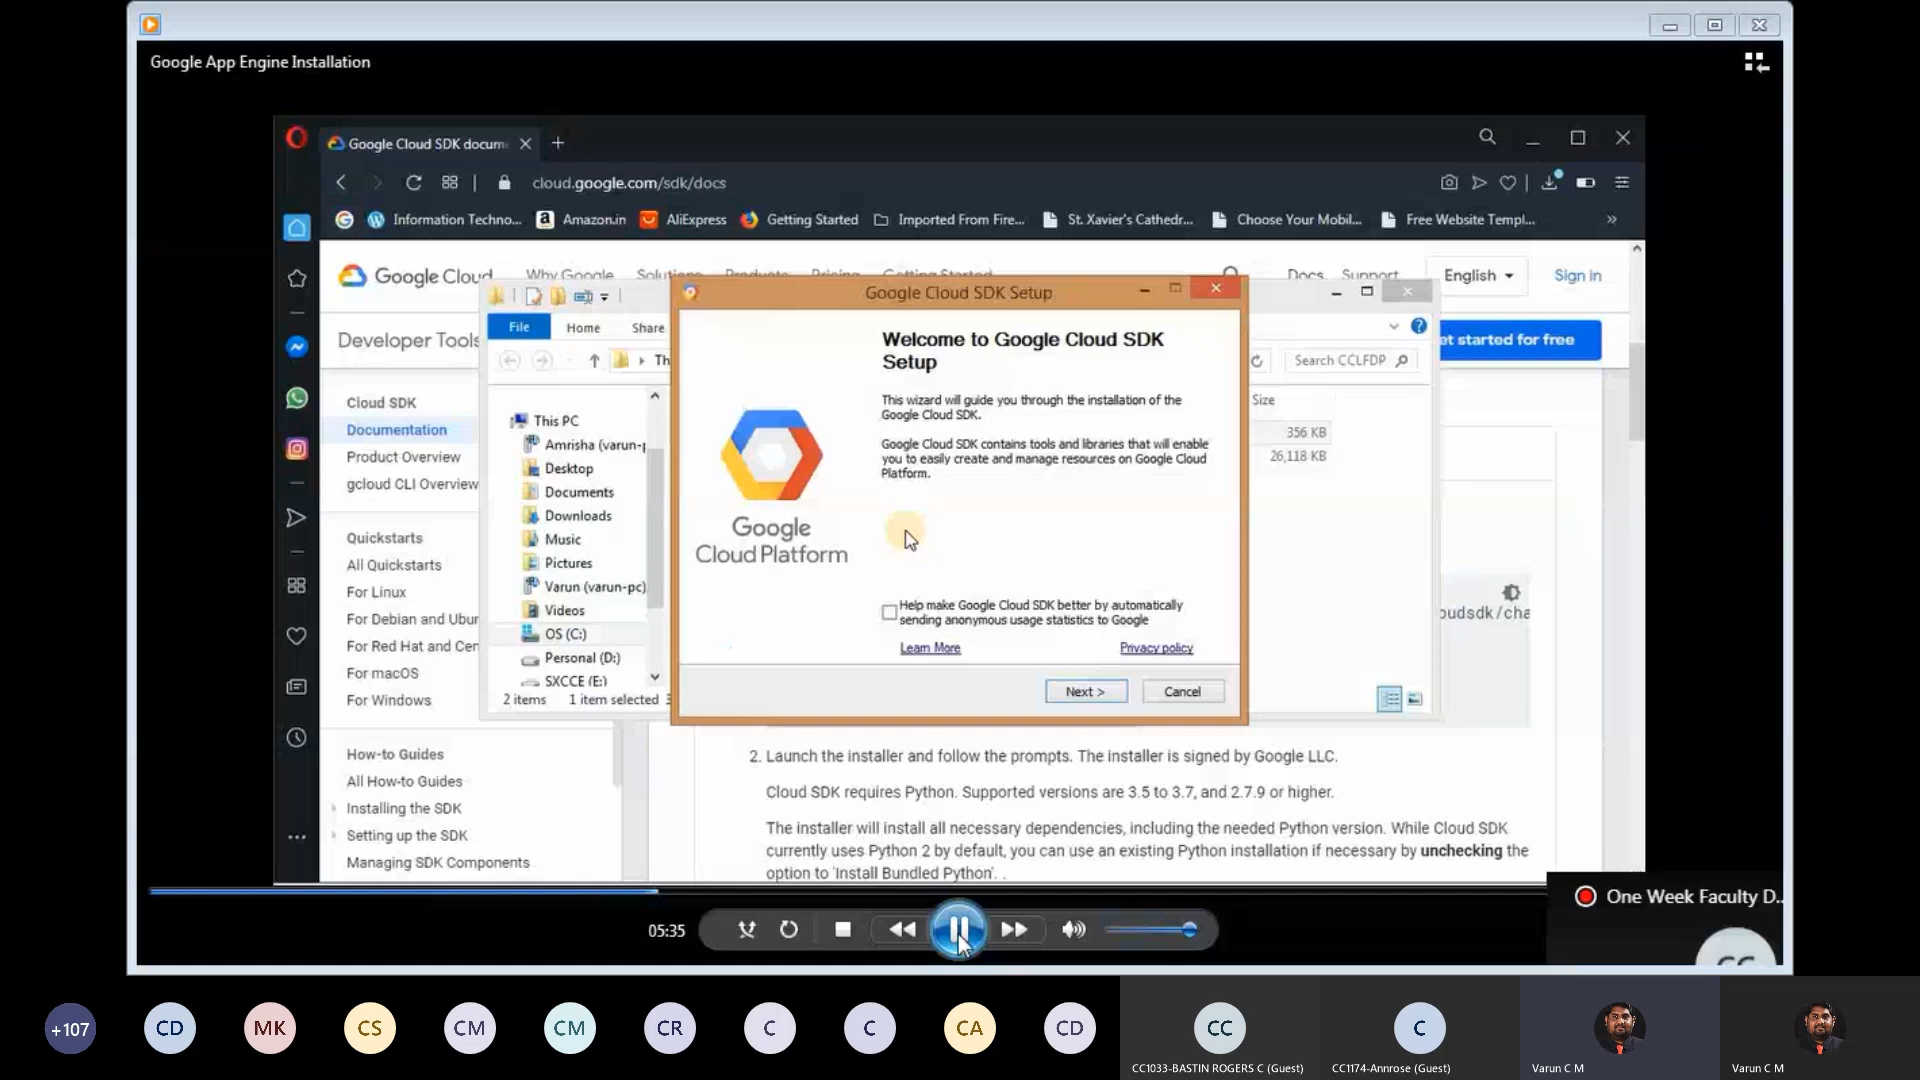 Google App Engine Installation
Google Cloud SDK docum
cloud.google.com/sdk/docs
Information Techno...
Amazon.in
AliExpress
Getting Started
Imported From Fire...
St. Xavier's Cathedr...
Choose Your Mobil...
Free Website Templ...
»
Google Cloud
Why Google
Solutions
Products
Pricing
Getting Started
Docs
Support
English
Sign in
Developer Tools
et started for free
Cloud SDK
Documentation
Product Overview
gcloud CLI Overview
Quickstarts
All Quickstarts
For Linux
For Debian and Ubur
For Red Hat and Cen
For macOS
For Windows
How-to Guides
All How-to Guides
Installing the SDK
Setting up the SDK
Managing SDK Components
File
Home
Share
Th
Search CCLFDP
This PC
Amrisha (varun-p
Desktop
Documents
Downloads
Music
Pictures
Varun (varun-pc)
Videos
OS (C:)
Personal (D:)
SXCCE (E:)
2 items
1 item selected
Size
356 KB
26,118 KB
Google Cloud SDK Setup
Welcome to Google Cloud SDK
Setup
This wizard will guide you through the installation of the
Google Cloud SDK.
Google Cloud SDK contains tools and libraries that will enable
you to easily create and manage resources on Google Cloud
Platform.
Google
Cloud Platform
Help make Google Cloud SDK better by automatically
sending anonymous usage statistics to Google
Learn More
Privacy policy
Next >
Cancel
oudsdk/cha
2. Launch the installer and follow the prompts. The installer is signed by Google LLC.
Cloud SDK requires Python. Supported versions are 3.5 to 3.7, and 2.7.9 or higher.
The installer will install all necessary dependencies, including the needed Python version. While Cloud SDK
currently uses Python 2 by default, you can use an existing Python installation if necessary by unchecking the
option to 'Install Bundled Python'. .
05:35
One Week Faculty D...
CC
+107
CD
MK
CS
CM
CM
CR
C
C
CA
CD
CC
CC1033-BASTIN ROGERS C (Guest)
C
CC1174-Annrose (Guest)
Varun C M
Varun C M